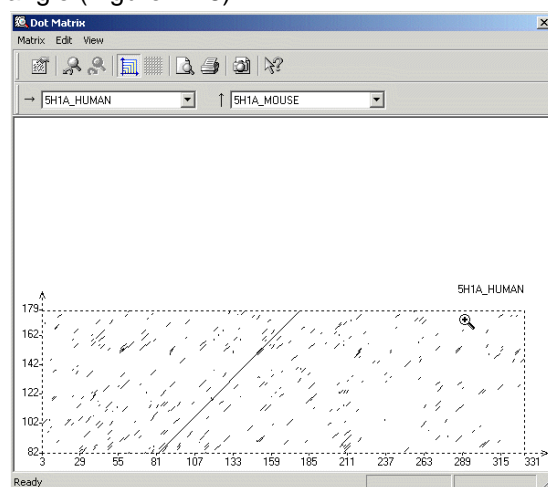 Dot Matrix
Matrix Edit View
→ 5H1A_HUMAN ↑ 5H1A_MOUSE
5H1A_HUMAN
179
162
142
122
102
82
3 29 55 81 107 133 159 185 211 237 263 289 315 331
Ready